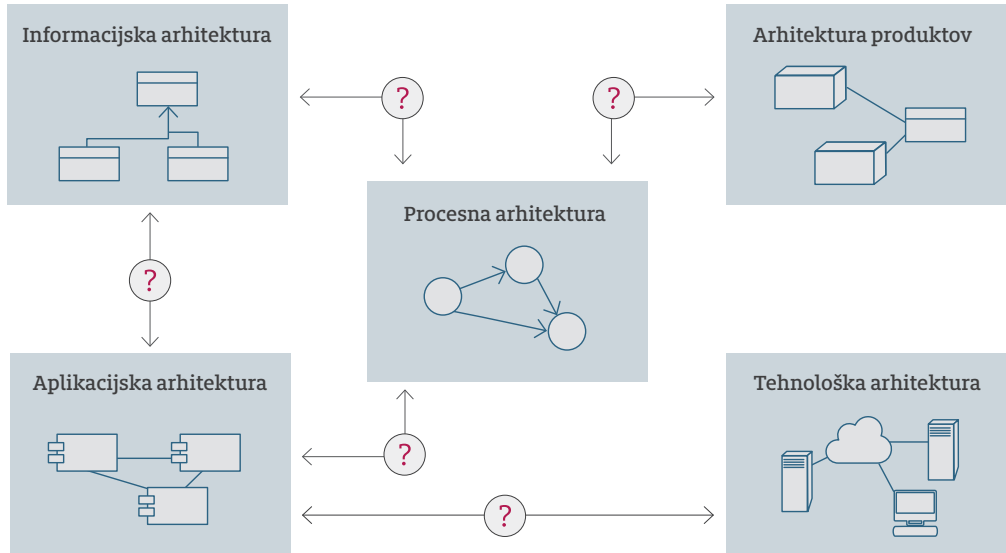 Informacijska arhitektura
Arhitektura produktov
?
?
Procesna arhitektura
?
Aplikacijska arhitektura
Tehnološka arhitektura
?
?